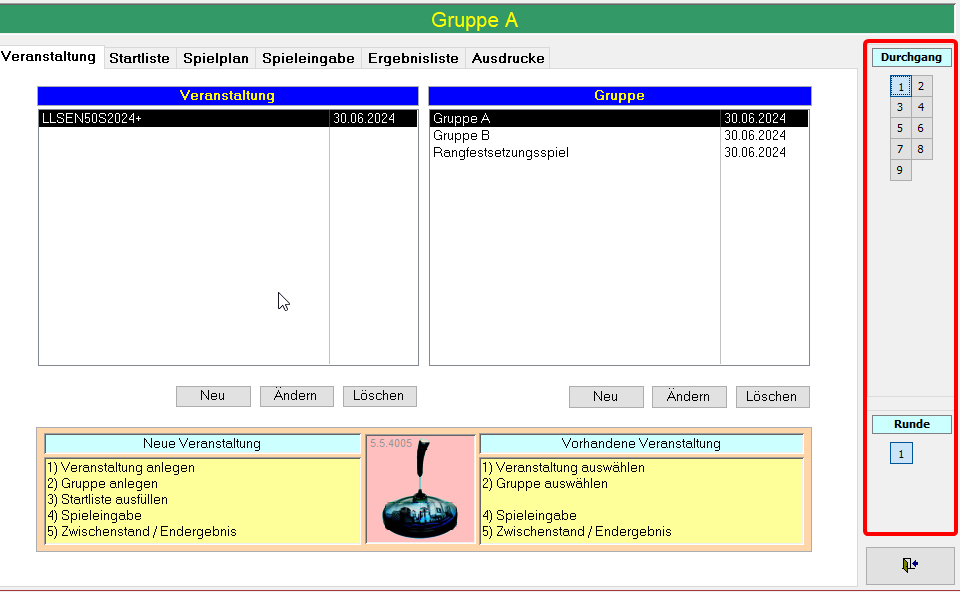 Gruppe A
Veranstaltung Startliste Spielplan Spieleingabe Ergebnisliste Ausdrucke
Veranstaltung
LLSEN50S2024+ 30.06.2024
Neu Ändern Löschen
Gruppe
Gruppe A 30.06.2024
Gruppe B 30.06.2024
Rangfestsetzungsspiel 30.06.2024
Neu Ändern Löschen
Neue Veranstaltung
1) Veranstaltung anlegen
2) Gruppe anlegen
3) Startliste ausfüllen
4) Spieleingabe
5) Zwischenstand / Endergebnis
5.5.4005
Vorhandene Veranstaltung
1) Veranstaltung auswählen
2) Gruppe auswählen
4) Spieleingabe
5) Zwischenstand / Endergebnis
Durchgang
1 2
3 4
5 6
7 8
9
Runde
1